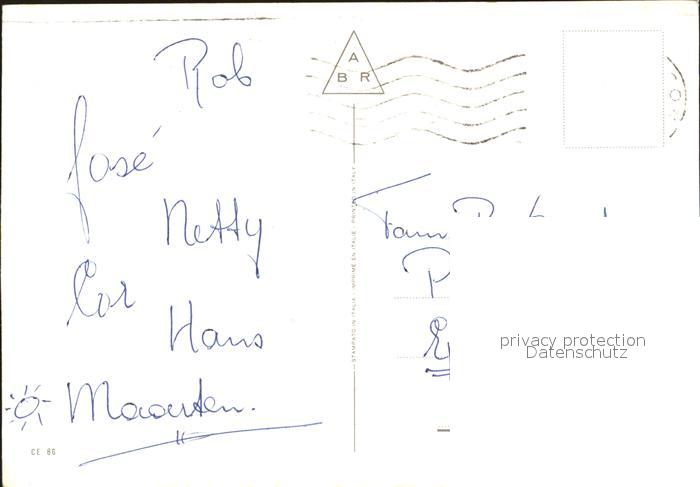 Rob
José
Netty
Cor
Hans
Maarten.
CE 86
A
B R
STAMPATO IN ITALIA - IMPRIMÉ EN ITALIE - PRINTED IN ITALY
Fam
privacy protection
Datenschutz